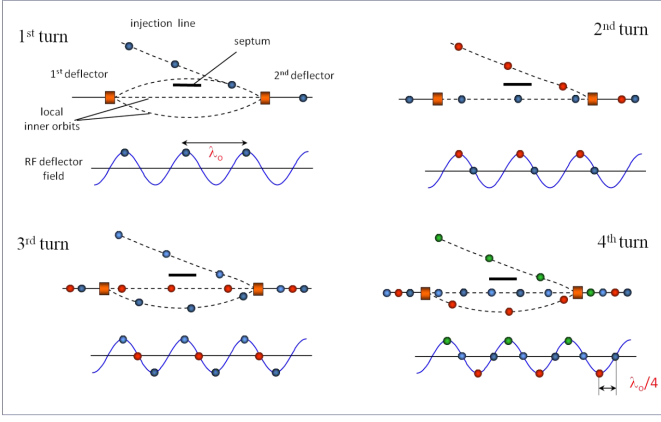 1st turn
injection line
septum
1st deflector
2nd deflector
local
inner orbits
RF deflector
field
λo
2nd turn
3rd turn
4th turn
λo/4